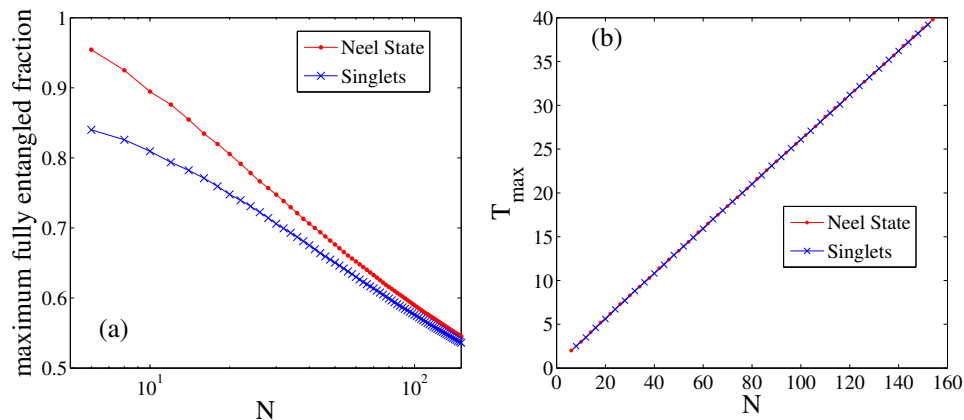 maximum fully entangled fraction
1
0.9
0.8
0.7
0.6
0.5
10^1
10^2
N
(a)
Neel State
Singlets
T_max
40
35
30
25
20
15
10
5
0
0
20
40
60
80
100
120
140
160
N
(b)
Neel State
Singlets